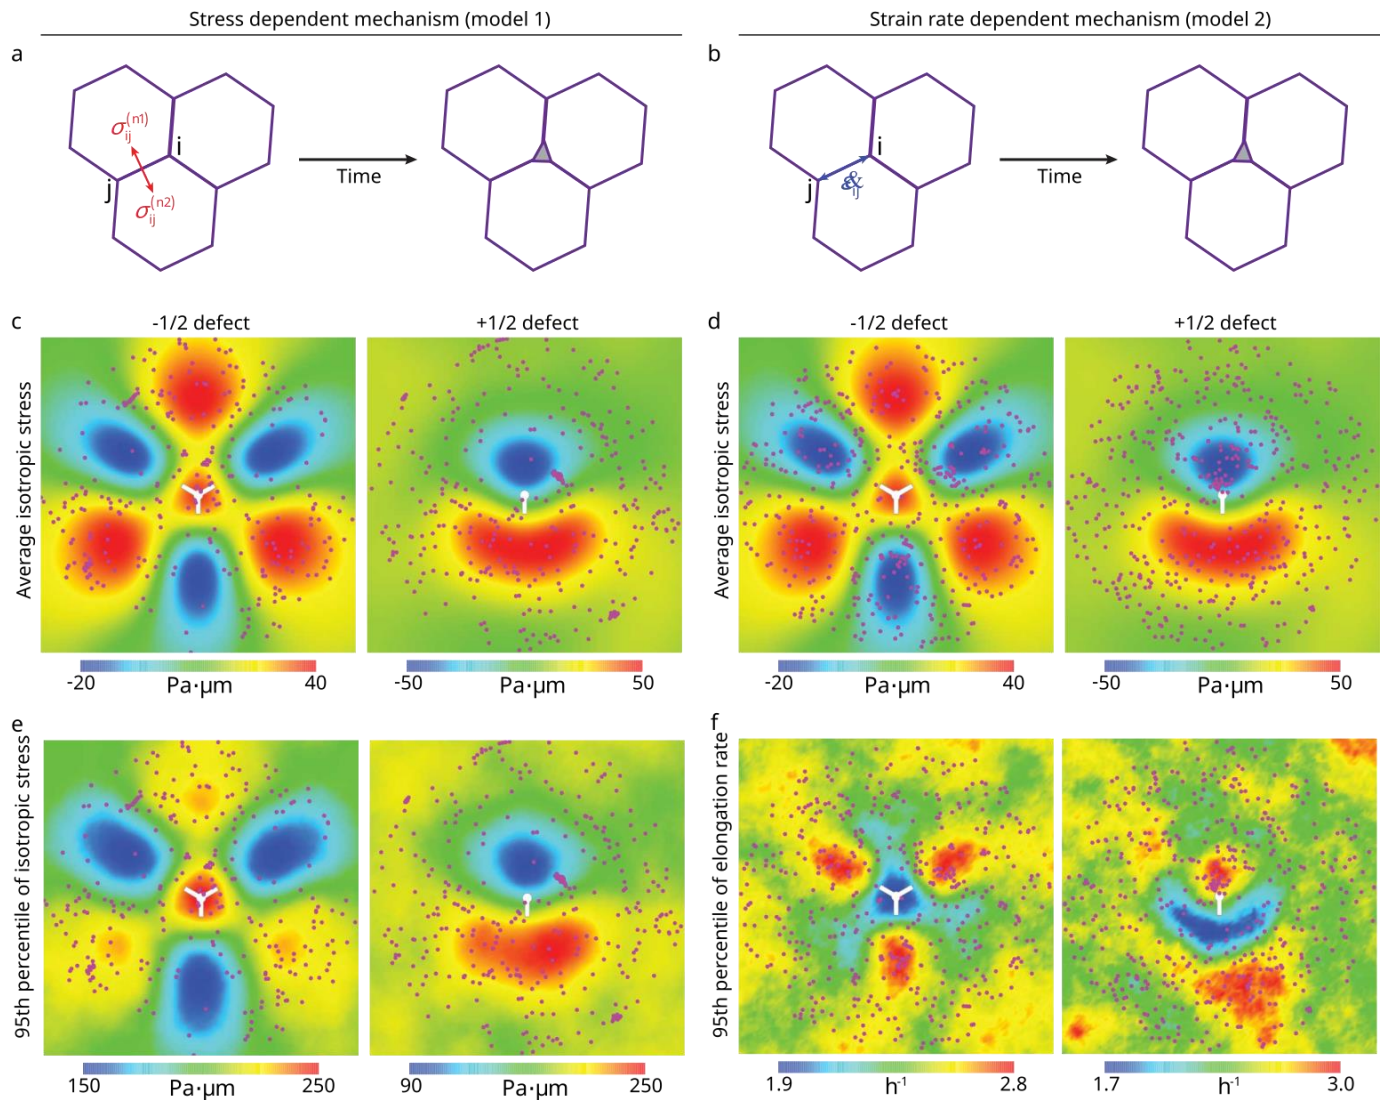 Stress dependent mechanism (model 1)
Strain rate dependent mechanism (model 2)
a
σij(n1)
i
j
σij(n2)
Time
b
i
j
ij
Time
c
-1/2 defect
+1/2 defect
Average isotropic stress
-20
Pa·µm
40
-50
Pa·µm
50
d
-1/2 defect
+1/2 defect
Average isotropic stress
-20
Pa·µm
40
-50
Pa·µm
50
e
95th percentile of isotropic stress
150
Pa·µm
250
90
Pa·µm
250
f
95th percentile of elongation rate
1.9
h-1
2.8
1.7
h-1
3.0